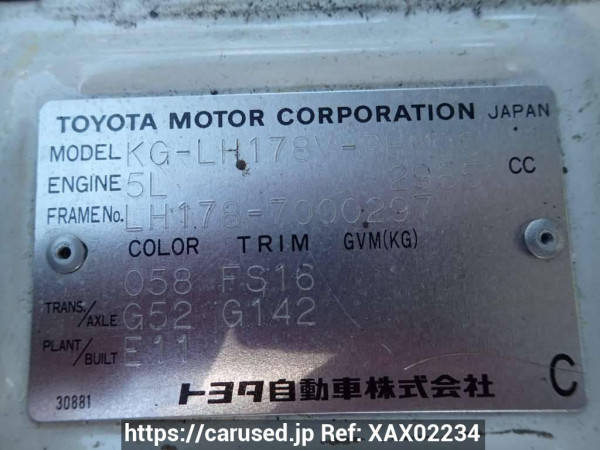 TOYOTA MOTOR CORPORATION JAPAN
MODEL KG-LH178V-
ENGINE 5L 2985 CC
FRAME No. LH178-7000297
COLOR TRIM GVM(KG)
058 FS16
TRANS./AXLE G52 G142
PLANT/BUILT E11
トヨタ自動車株式会社 C
30881
https://carused.jp Ref: XAX02234